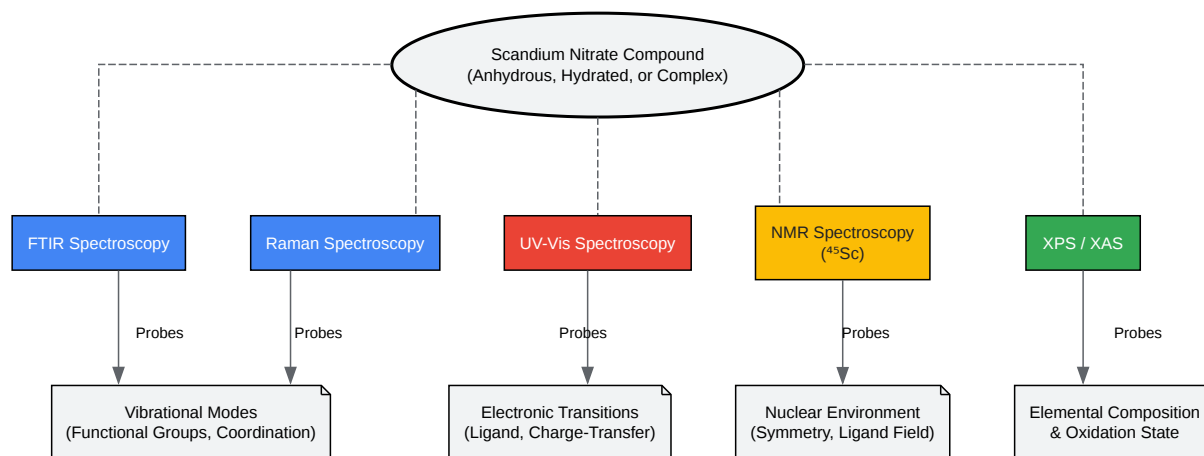 Scandium Nitrate Compound
(Anhydrous, Hydrated, or Complex)
FTIR Spectroscopy
Raman Spectroscopy
UV-Vis Spectroscopy
NMR Spectroscopy
(⁴⁵Sc)
XPS / XAS
Probes
Probes
Probes
Probes
Probes
Vibrational Modes
(Functional Groups, Coordination)
Electronic Transitions
(Ligand, Charge-Transfer)
Nuclear Environment
(Symmetry, Ligand Field)
Elemental Composition
& Oxidation State